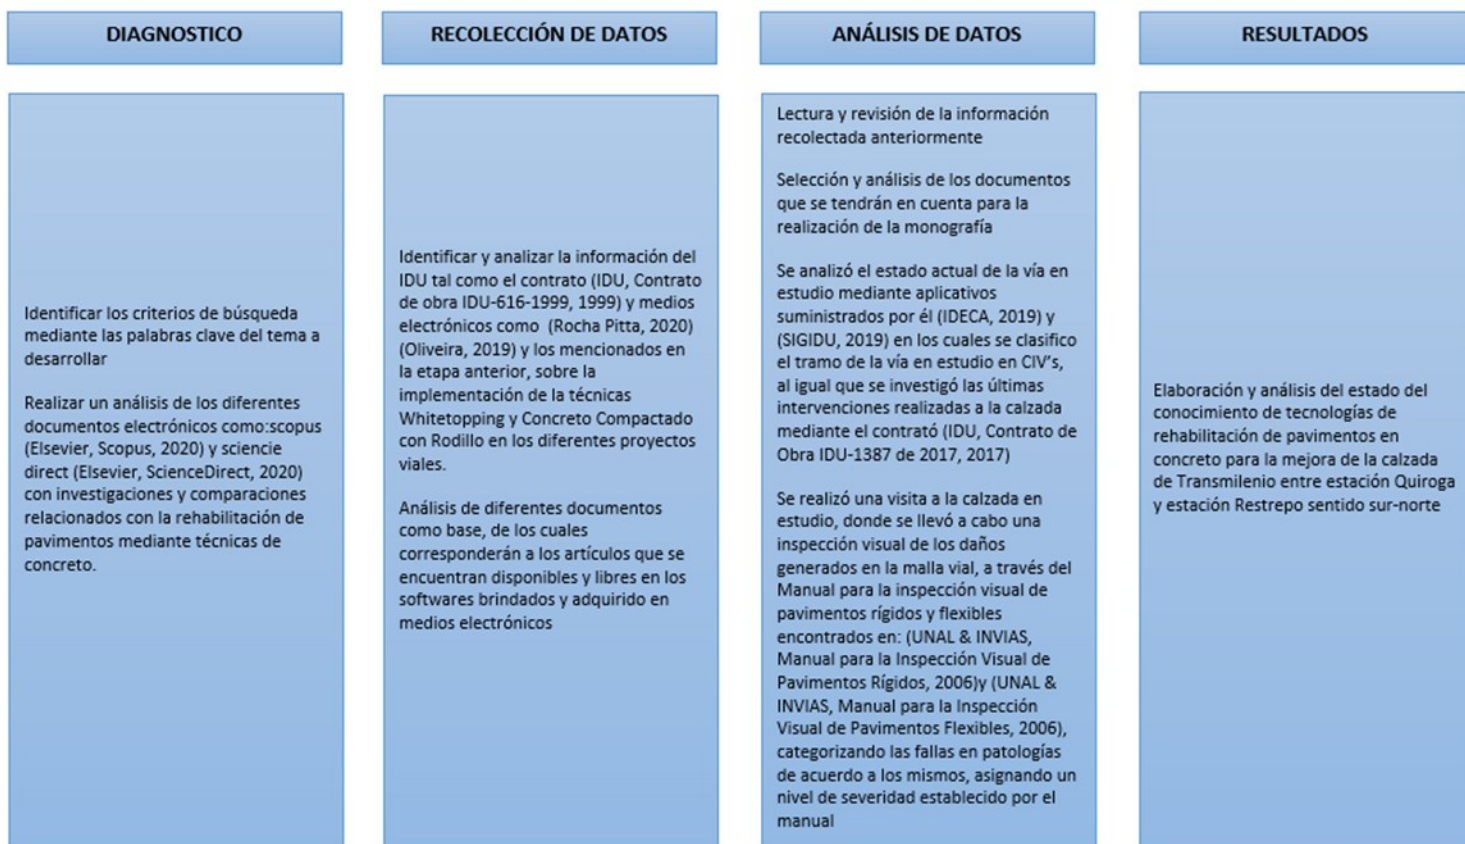 DIAGNOSTICO
Identificar los criterios de búsqueda
mediante las palabras clave del tema a
desarrollar
Realizar un análisis de los diferentes
documentos electrónicos como:scopus
(Elsevier, Scopus, 2020) y sciencie
direct (Elsevier, ScienceDirect, 2020)
con investigaciones y comparaciones
relacionados con la rehabilitación de
pavimentos mediante técnicas de
concreto.
RECOLECCIÓN DE DATOS
Identificar y analizar la información del
IDU tal como el contrato (IDU, Contrato
de obra IDU-616-1999, 1999) y medios
electrónicos como (Rocha Pitta, 2020)
(Oliveira, 2019) y los mencionados en
la etapa anterior, sobre la
implementación de la técnicas
Whitetopping y Concreto Compactado
con Rodillo en los diferentes proyectos
viales.
Análisis de diferentes documentos
como base, de los cuales
corresponderán a los artículos que se
encuentran disponibles y libres en los
softwares brindados y adquirido en
medios electrónicos
ANÁLISIS DE DATOS
Lectura y revisión de la información
recolectada anteriormente
Selección y análisis de los documentos
que se tendrán en cuenta para la
realización de la monografía
Se analizó el estado actual de la vía en
estudio mediante aplicativos
suministrados por él (IDECA, 2019) y
(SIGIDU, 2019) en los cuales se clasifico
el tramo de la vía en estudio en CIV's,
al igual que se investigó las últimas
intervenciones realizadas a la calzada
mediante el contrató (IDU, Contrato de
Obra IDU-1387 de 2017, 2017)
Se realizó una visita a la calzada en
estudio, donde se llevó a cabo una
inspección visual de los daños
generados en la malla vial, a través del
Manual para la inspección visual de
pavimentos rígidos y flexibles
encontrados en: (UNAL & INVIAS,
Manual para la Inspección Visual de
Pavimentos Rígidos, 2006)y (UNAL &
INVIAS, Manual para la Inspección
Visual de Pavimentos Flexibles, 2006),
categorizando las fallas en patologías
de acuerdo a los mismos, asignando un
nivel de severidad establecido por el
manual
RESULTADOS
Elaboración y análisis del estado del
conocimiento de tecnologías de
rehabilitación de pavimentos en
concreto para la mejora de la calzada
de Transmilenio entre estación Quiroga
y estación Restrepo sentido sur-norte